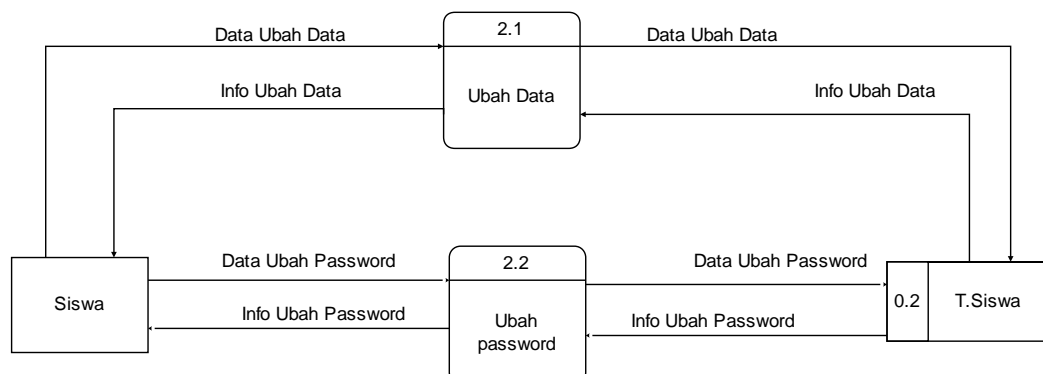 2.1
Data Ubah Data
Data Ubah Data
Info Ubah Data
Ubah Data
Info Ubah Data
2.2
Data Ubah Password
Data Ubah Password
Siswa
0.2
T.Siswa
Info Ubah Password
Info Ubah Password
Ubah
password